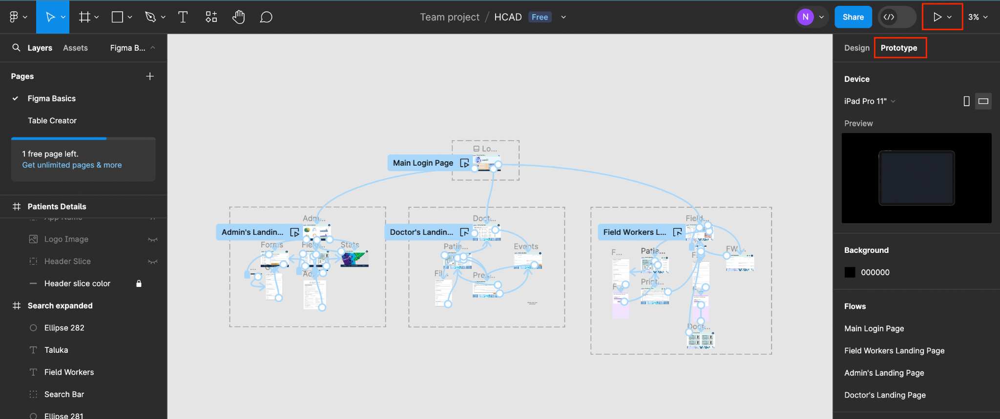 Team project / HCAD Free
N
Share
3%
Layers
Assets
Figma B...
Design
Prototype
Pages
Figma Basics
Table Creator
1 free page left.
Get unlimited pages & more
Patients Details
App Name
Logo Image
Header Slice
Header slice color
Search expanded
Ellipse 282
Taluka
Field Workers
Search Bar
Ellipse 281
Lo...
Main Login Page
Adm...
Admin's Landin...
Forms
Field...
Stats
Ad...
Doct...
Doctor's Landin...
Patie...
Events
Fil...
Pres...
Field...
Field Workers L...
F...
Patie...
F...
FW...
F...
Print...
F...
Doct...
Device
iPad Pro 11"
Preview
Background
000000
Flows
Main Login Page
Field Workers Landing Page
Admin's Landing Page
Doctor's Landing Page